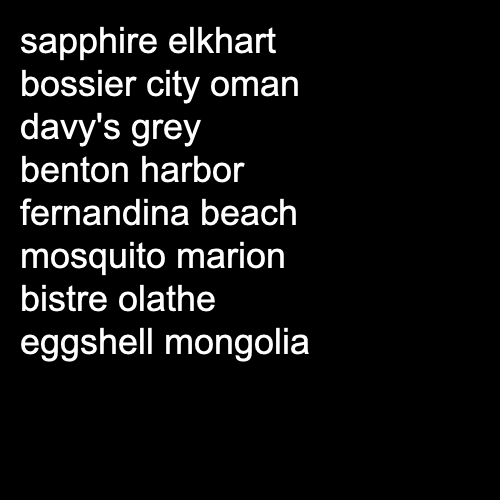 sapphire elkhart
bossier city oman
davy's grey
benton harbor
fernandina beach
mosquito marion
bistre olathe
eggshell mongolia